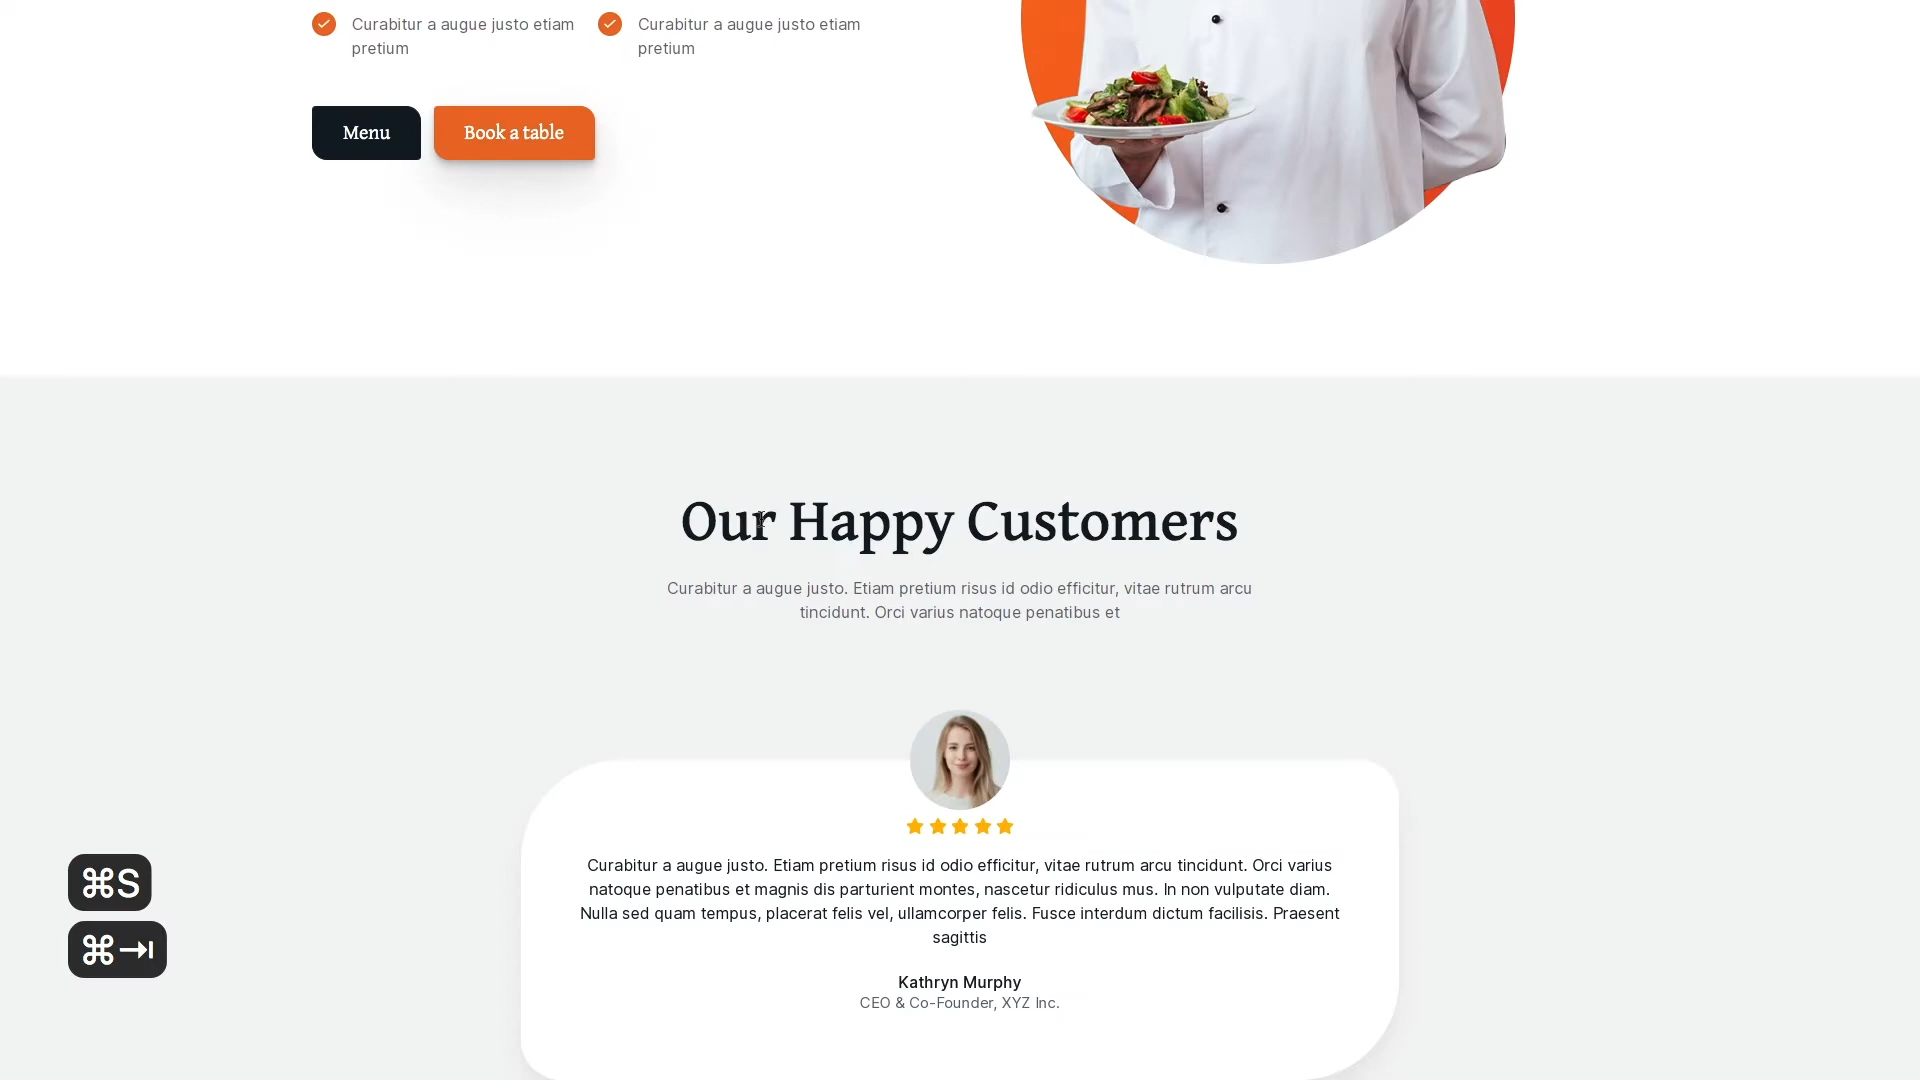 Curabitur a augue justo etiam
pretium
Curabitur a augue justo etiam
pretium
Menu
Book a table
Our Happy Customers
Curabitur a augue justo. Etiam pretium risus id odio efficitur, vitae rutrum arcu
tincidunt. Orci varius natoque penatibus et
Curabitur a augue justo. Etiam pretium risus id odio efficitur, vitae rutrum arcu tincidunt. Orci varius
natoque penatibus et magnis dis parturient montes, nascetur ridiculus mus. In non vulputate diam.
Nulla sed quam tempus, placerat felis vel, ullamcorper felis. Fusce interdum dictum facilisis. Praesent
sagittis
Kathryn Murphy
CEO & Co-Founder, XYZ Inc.
⌘S
⌘⇥